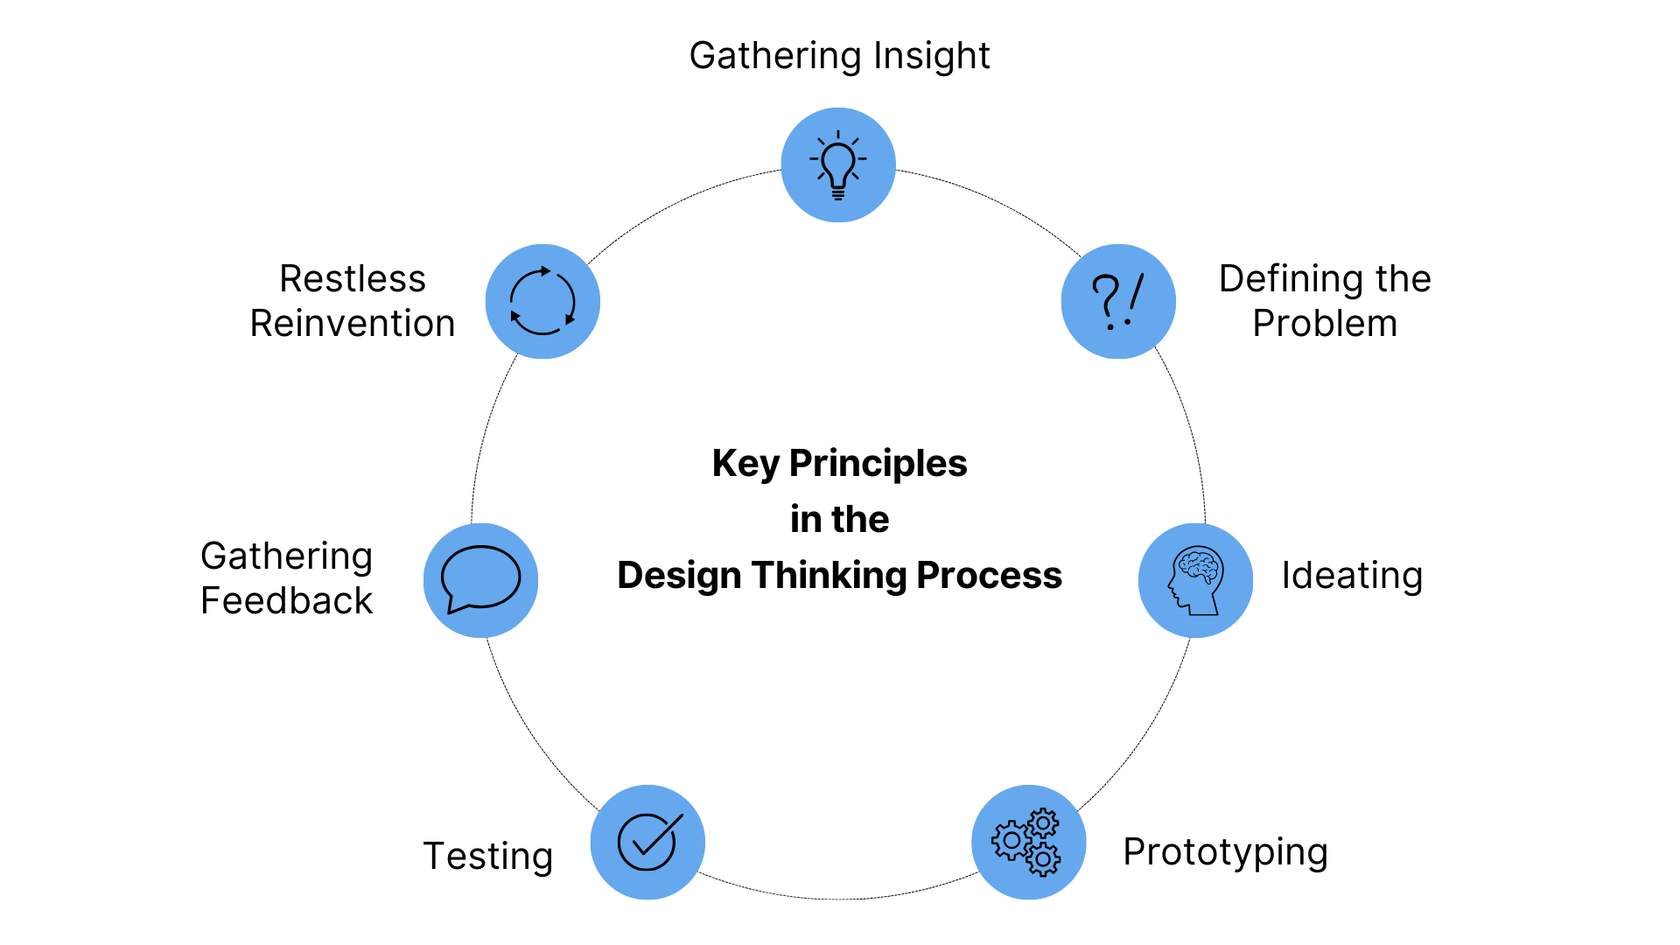 Gathering Insight
Restless
Reinvention
Defining the
Problem
Key Principles
in the
Design Thinking Process
Gathering
Feedback
Ideating
Testing
Prototyping